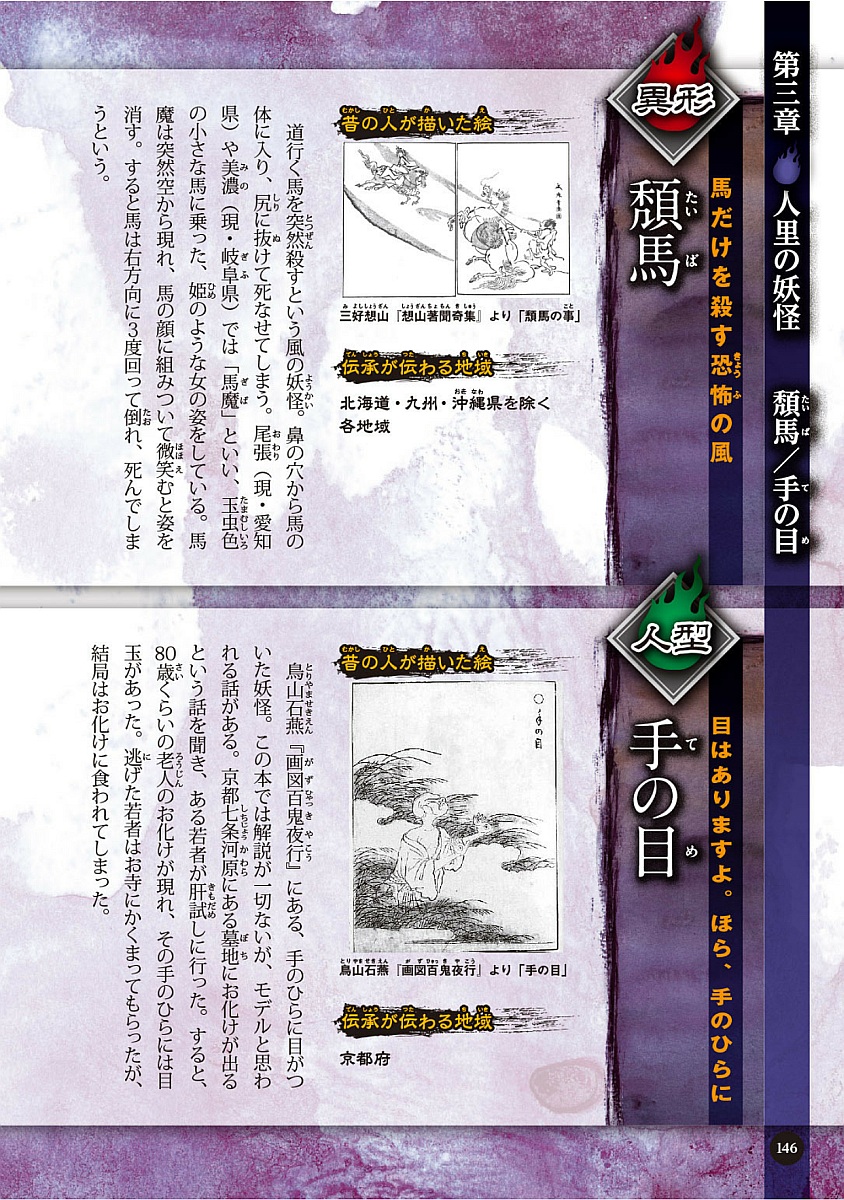 第三章 人里の妖怪 頽馬／手の目
異形
馬だけを殺す恐怖の風
頽馬
昔の人が描いた絵
三好想山『想山著聞奇集』より「頽馬の事」
伝承が伝わる地域
北海道・九州・沖縄県を除く
各地域
道行く馬を突然殺すという風の妖怪。鼻の穴から馬の
体に入り、尻に抜けて死なせてしまう。尾張（現・愛知
県）や美濃（現・岐阜県）では「馬魔」といい、玉虫色
の小さな馬に乗った、姫のような女の姿をしている。馬
魔は突然空から現れ、馬の顔に組みついて微笑むと姿を
消す。すると馬は右方向に3度回って倒れ、死んでしま
うという。
人型
目はありますよ。ほら、手のひらに
手の目
昔の人が描いた絵
〇手の目
鳥山石燕『画図百鬼夜行』より「手の目」
伝承が伝わる地域
京都府
鳥山石燕『画図百鬼夜行』にある、手のひらに目がつ
いた妖怪。この本では解説が一切ないが、モデルと思わ
れる話がある。京都七条河原にある墓地にお化けが出る
という話を聞き、ある若者が肝試しに行った。すると、
80歳くらいの老人のお化けが現れ、その手のひらには目
玉があった。逃げた若者はお寺にかくまってもらったが、
結局はお化けに食われてしまった。
146